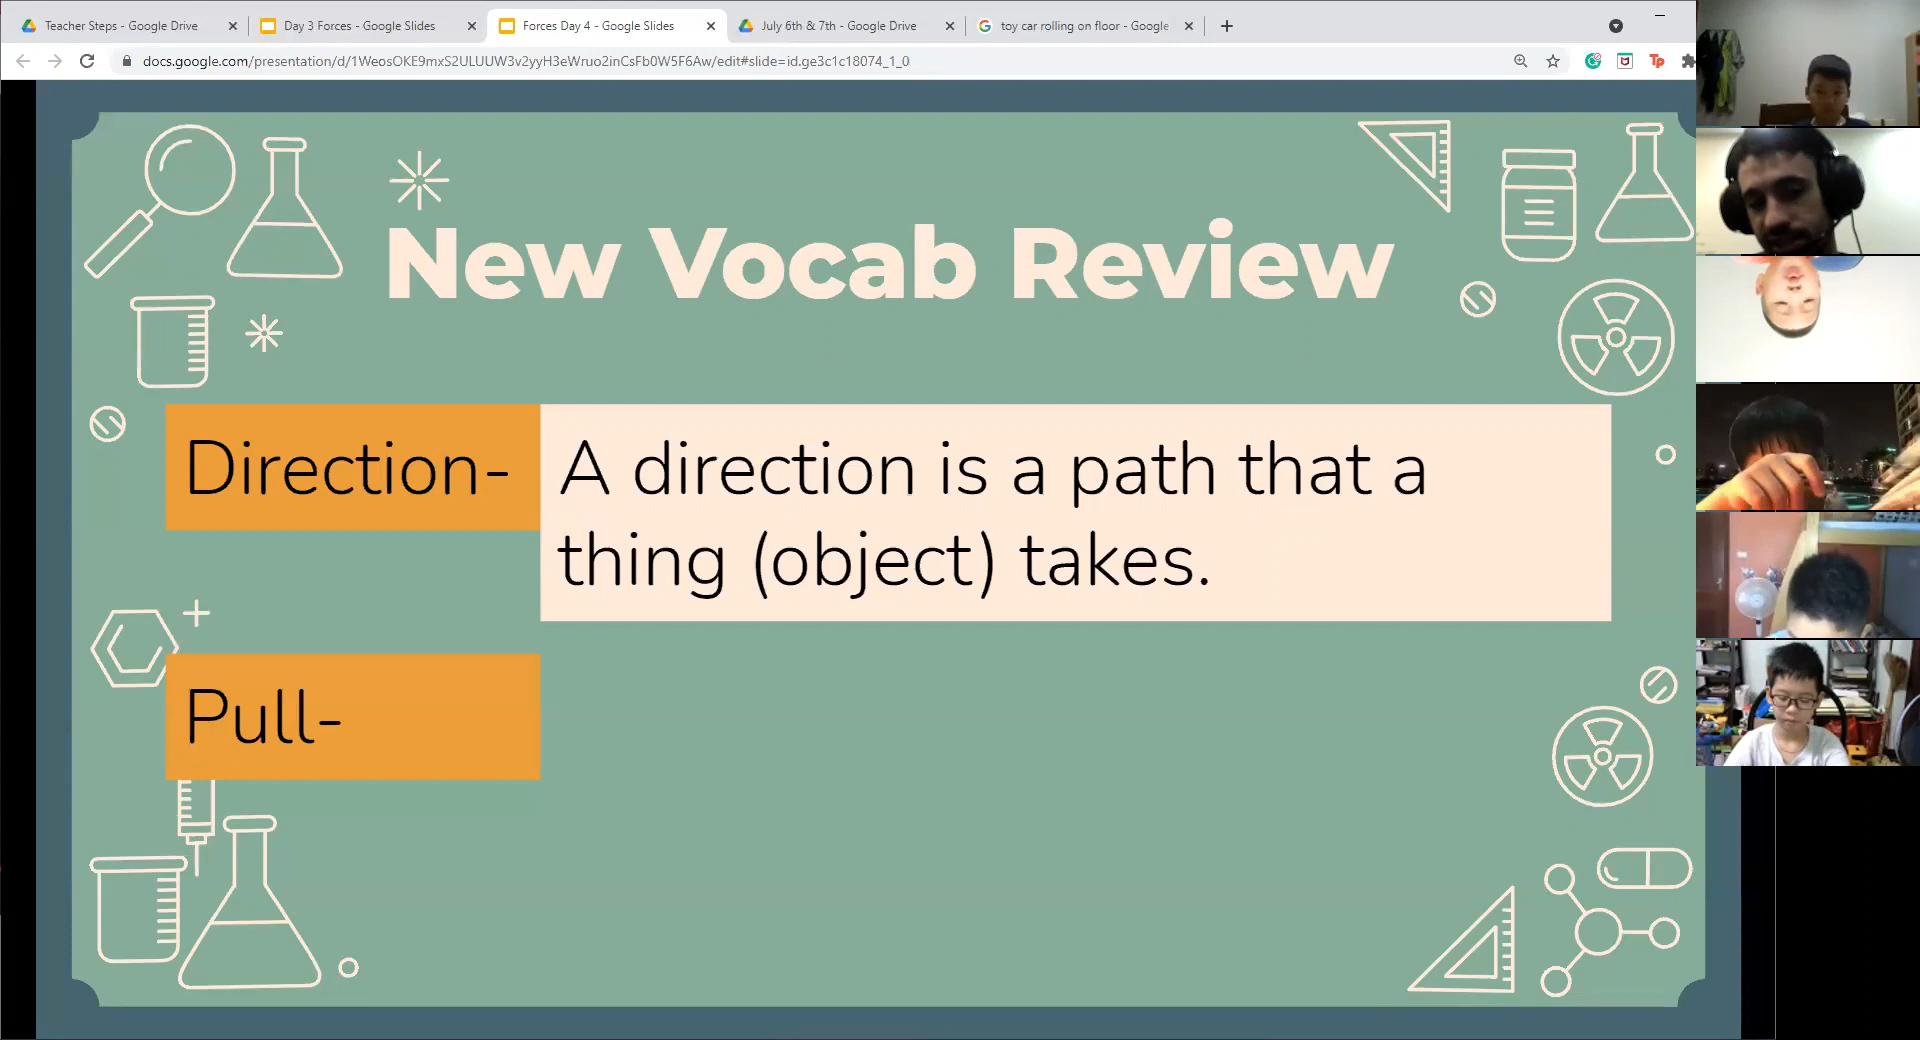 Teacher Steps - Google Drive
Day 3 Forces - Google Slides
Forces Day 4 - Google Slides
July 6th & 7th - Google Drive
toy car rolling on floor - Google
docs.google.com/presentation/d/1WeosOKE9mxS2ULUUW3v2yyH3eWruo2inCsFb0W5F6Aw/edit#slide=id.ge3c1c18074_1_0
Tp
New Vocab Review
Direction-
A direction is a path that a
thing (object) takes.
Pull-